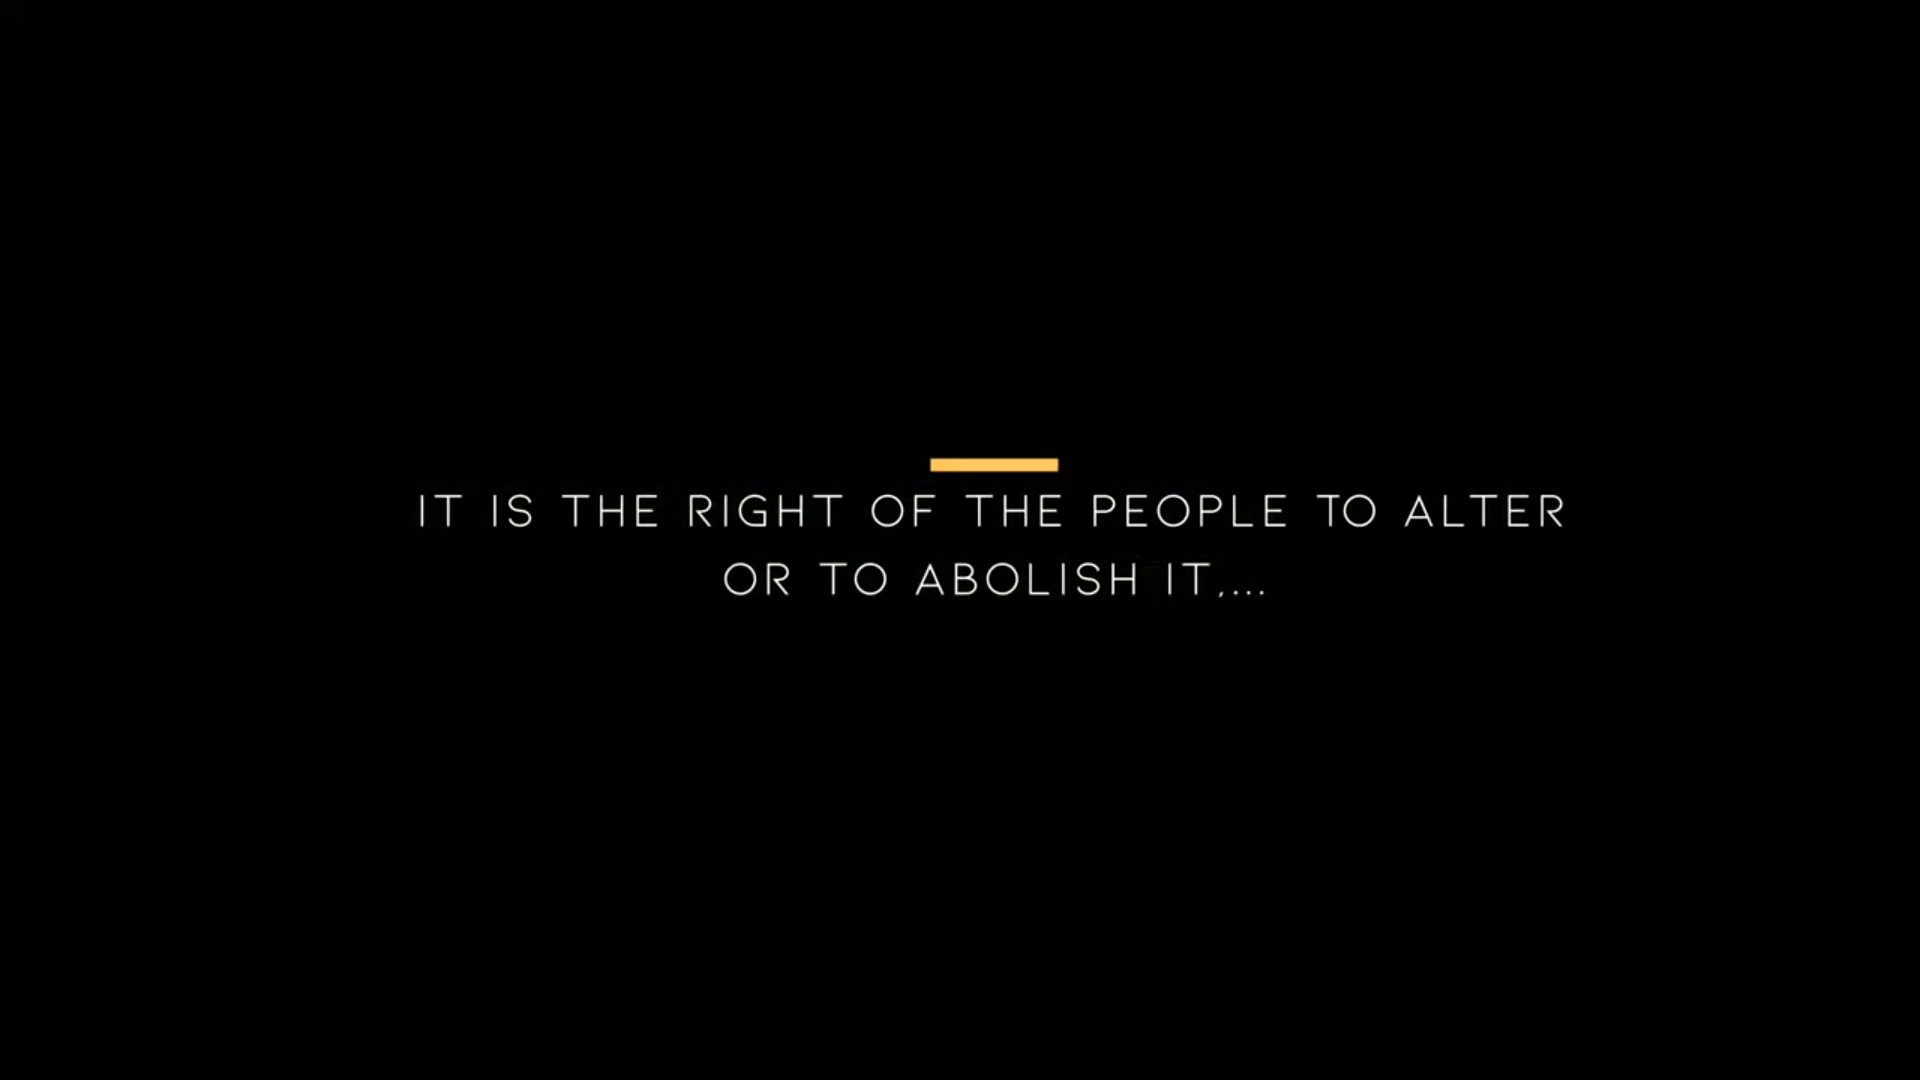 IT IS THE RIGHT OF THE PEOPLE TO ALTER
OR TO ABOLISH IT,...